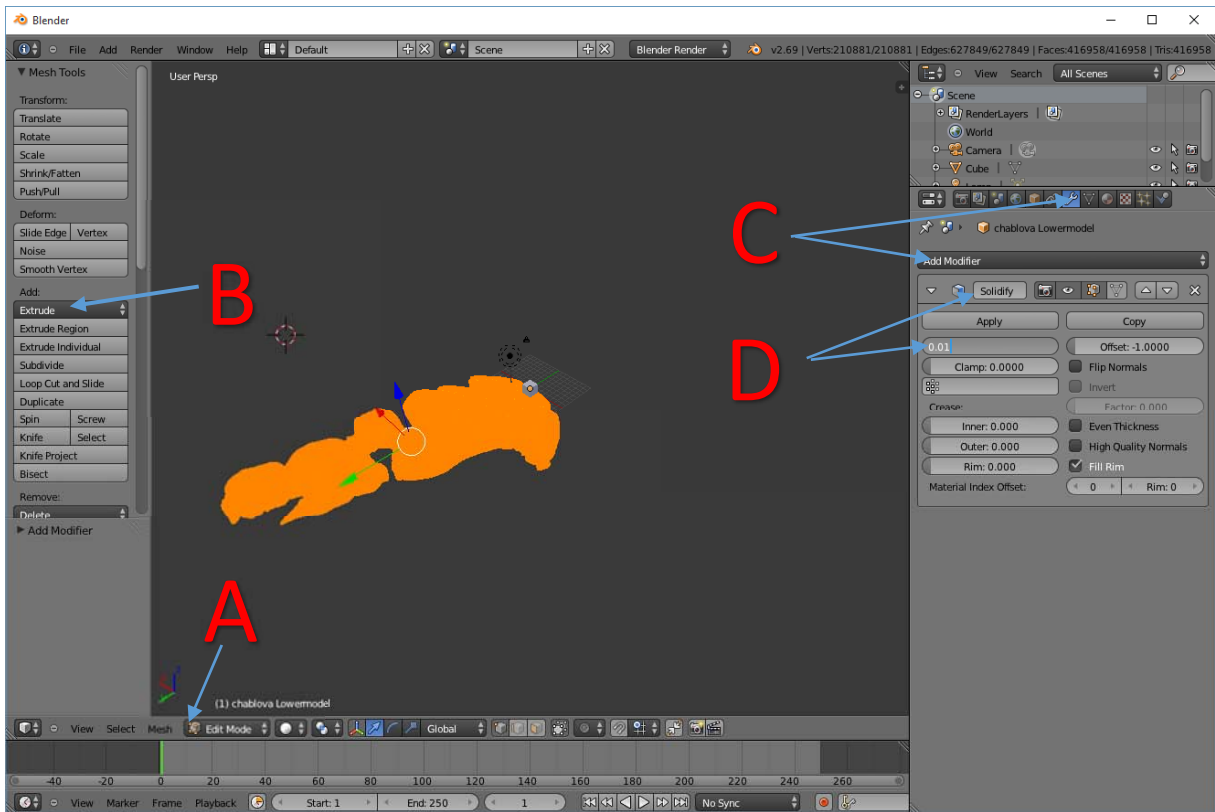 Blender
File Add Render Window Help Default Scene Blender Render v2.69 | Verts:210881/210881 | Edges:627849/627849 | Faces:416958/416958 | Tris:416958
Mesh Tools
Transform:
Translate
Rotate
Scale
Shrink/Fatten
Push/Pull
Deform:
Slide Edge Vertex
Noise
Smooth Vertex
Add:
Extrude
Extrude Region
Extrude Individual
Subdivide
Loop Cut and Slide
Duplicate
Spin Screw
Knife Select
Knife Project
Bisect
Remove:
Delete
Add Modifier
User Persp
B
A
C
D
(1) chablova Lowermodel
View Search All Scenes
Scene
RenderLayers |
World
Camera |
Cube |
chablova Lowermodel
Add Modifier
Solidify
Apply Copy
0.01 Offset: -1.0000
Clamp: 0.0000 Flip Normals
Invert
Crease: Factor: 0.000
Inner: 0.000 Even Thickness
Outer: 0.000 High Quality Normals
Rim: 0.000 Fill Rim
Material Index Offset: 0 Rim: 0
View Select Mesh Edit Mode Global
-40 -20 0 20 40 60 80 100 120 140 160 180 200 220 240 260
View Marker Frame Playback Start: 1 End: 250 1 No Sync